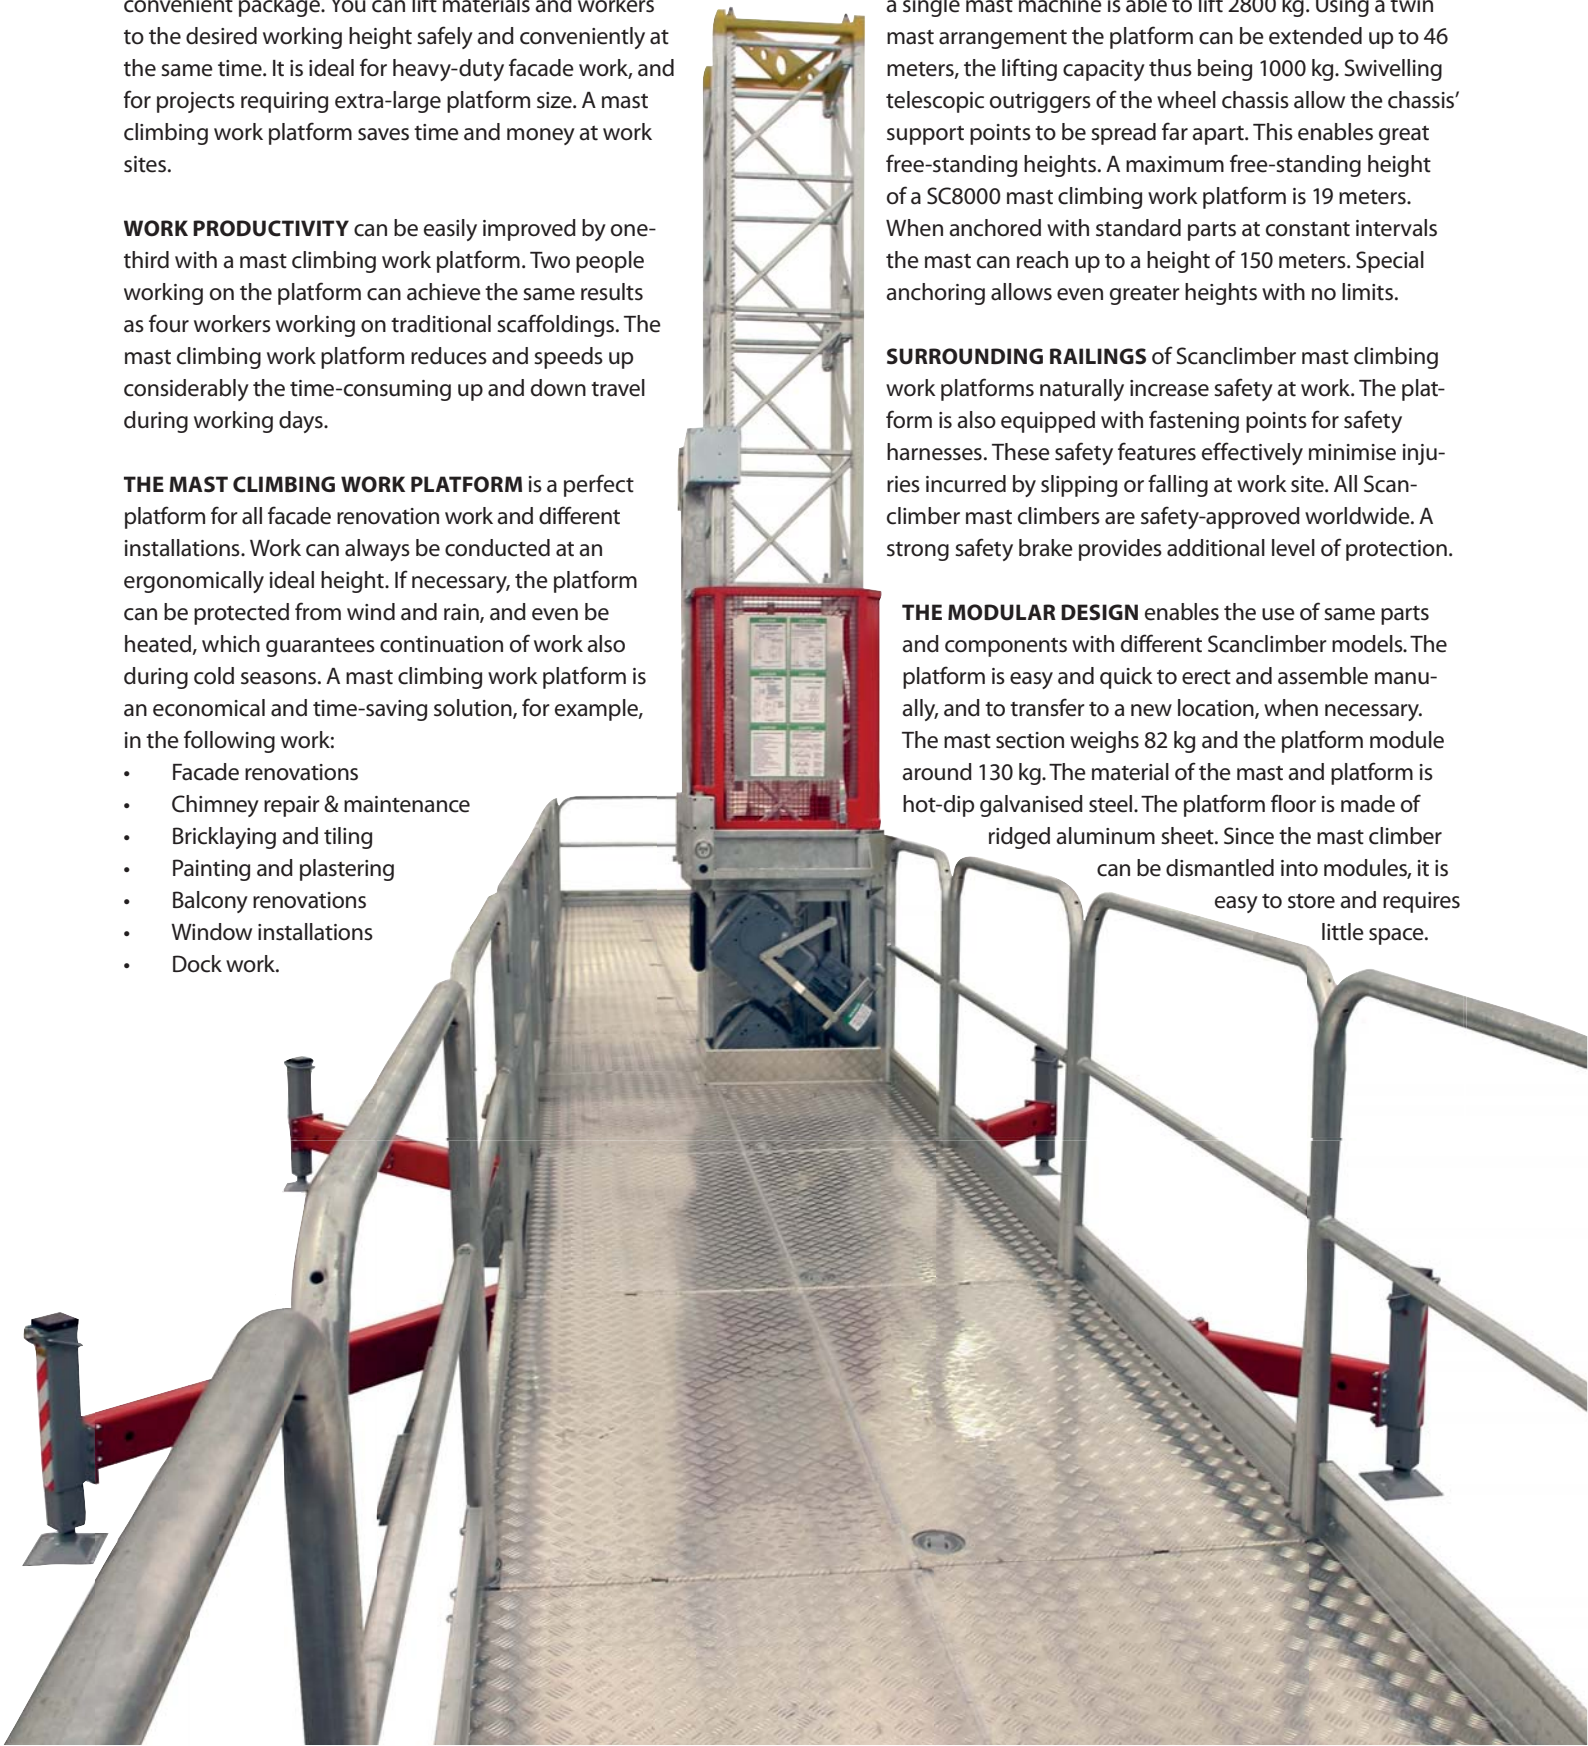 convenient package. You can lift materials and workers
to the desired working height safely and conveniently at
the same time. It is ideal for heavy-duty facade work, and
for projects requiring extra-large platform size. A mast
climbing work platform saves time and money at work
sites.
WORK PRODUCTIVITY can be easily improved by one-
third with a mast climbing work platform. Two people
working on the platform can achieve the same results
as four workers working on traditional scaffoldings. The
mast climbing work platform reduces and speeds up
considerably the time-consuming up and down travel
during working days.
THE MAST CLIMBING WORK PLATFORM is a perfect
platform for all facade renovation work and different
installations. Work can always be conducted at an
ergonomically ideal height. If necessary, the platform
can be protected from wind and rain, and even be
heated, which guarantees continuation of work also
during cold seasons. A mast climbing work platform is
an economical and time-saving solution, for example,
in the following work:
• Facade renovations
• Chimney repair & maintenance
• Bricklaying and tiling
• Painting and plastering
• Balcony renovations
• Window installations
• Dock work.
a single mast machine is able to lift 2800 kg. Using a twin
mast arrangement the platform can be extended up to 46
meters, the lifting capacity thus being 1000 kg. Swivelling
telescopic outriggers of the wheel chassis allow the chassis’
support points to be spread far apart. This enables great
free-standing heights. A maximum free-standing height
of a SC8000 mast climbing work platform is 19 meters.
When anchored with standard parts at constant intervals
the mast can reach up to a height of 150 meters. Special
anchoring allows even greater heights with no limits.
SURROUNDING RAILINGS of Scanclimber mast climbing
work platforms naturally increase safety at work. The plat-
form is also equipped with fastening points for safety
harnesses. These safety features effectively minimise inju-
ries incurred by slipping or falling at work site. All Scan-
climber mast climbers are safety-approved worldwide. A
strong safety brake provides additional level of protection.
THE MODULAR DESIGN enables the use of same parts
and components with different Scanclimber models. The
platform is easy and quick to erect and assemble manu-
ally, and to transfer to a new location, when necessary.
The mast section weighs 82 kg and the platform module
around 130 kg. The material of the mast and platform is
hot-dip galvanised steel. The platform floor is made of
ridged aluminum sheet. Since the mast climber
can be dismantled into modules, it is
easy to store and requires
little space.